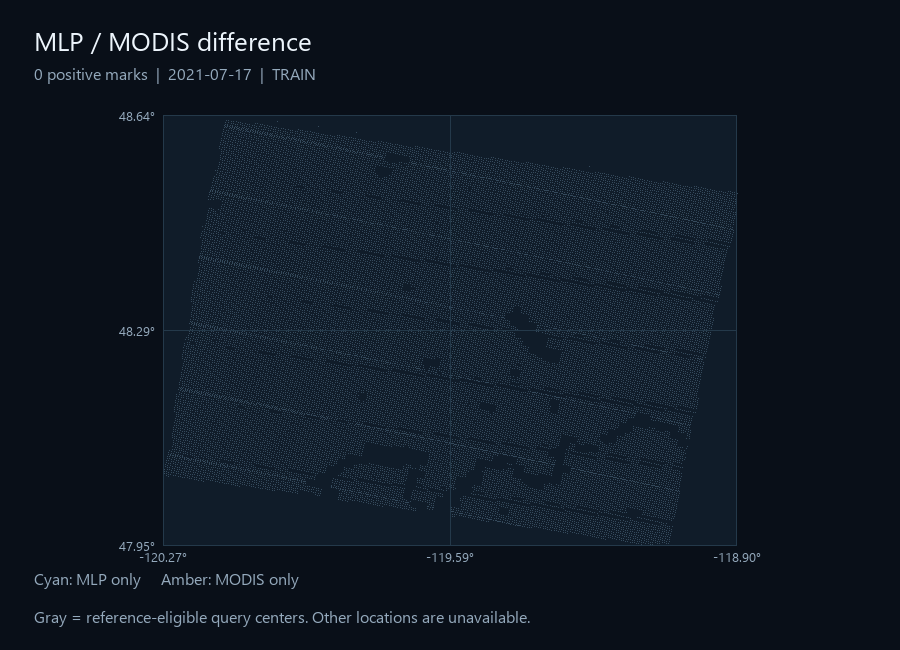 MLP / MODIS difference
0 positive marks | 2021-07-17 | TRAIN
48.64°
48.29°
47.95°
-120.27° -119.59° -118.90°
Cyan: MLP only Amber: MODIS only
Gray = reference-eligible query centers. Other locations are unavailable.